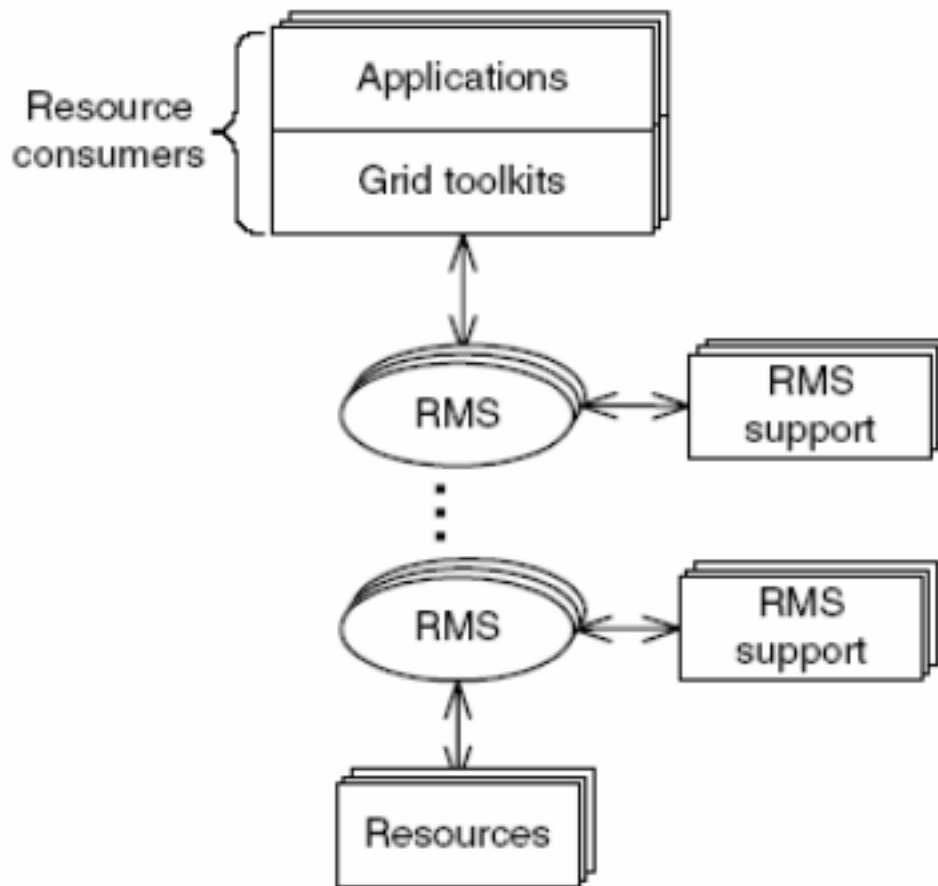 Applications
Resource
consumers
Grid toolkits
RMS
RMS
support
RMS
RMS
support
Resources